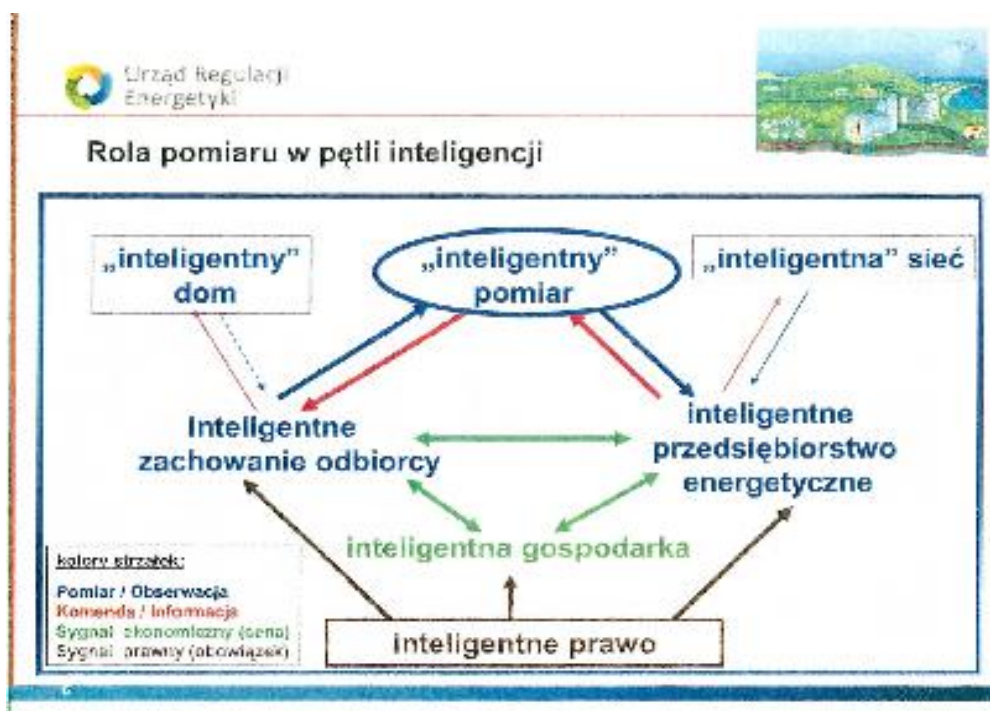 Urząd Regulacji
Energetyki
Rola pomiaru w pętli inteligencji
„inteligentny”
dom
„inteligentny”
pomiar
„inteligentna” sieć
Inteligentne
zachowanie odbiorcy
inteligentne
przedsiębiorstwo
energetyczne
inteligentna gospodarka
inteligentne prawo
kolory strzałek:
Pomiar / Obserwacja
Komenda / Informacja
Sygnał ekonomiczny (cena)
Sygnał prawny (obowiązek)
6